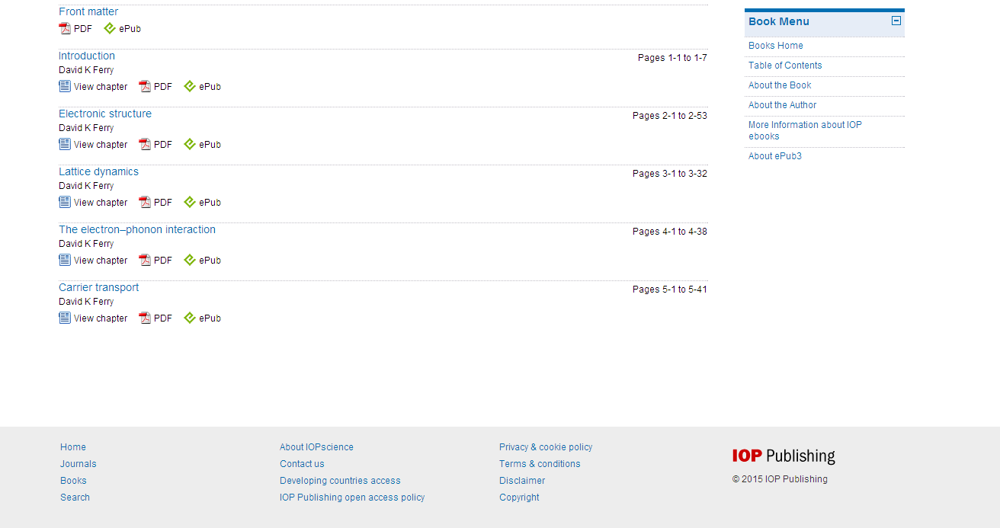 Front matter
PDF ePub
Introduction Pages 1-1 to 1-7
David K Ferry
View chapter PDF ePub
Electronic structure Pages 2-1 to 2-53
David K Ferry
View chapter PDF ePub
Lattice dynamics Pages 3-1 to 3-32
David K Ferry
View chapter PDF ePub
The electron–phonon interaction Pages 4-1 to 4-38
David K Ferry
View chapter PDF ePub
Carrier transport Pages 5-1 to 5-41
David K Ferry
View chapter PDF ePub
Book Menu
Books Home
Table of Contents
About the Book
About the Author
More Information about IOP
ebooks
About ePub3
Home
Journals
Books
Search
About IOPscience
Contact us
Developing countries access
IOP Publishing open access policy
Privacy & cookie policy
Terms & conditions
Disclaimer
Copyright
IOP Publishing
© 2015 IOP Publishing